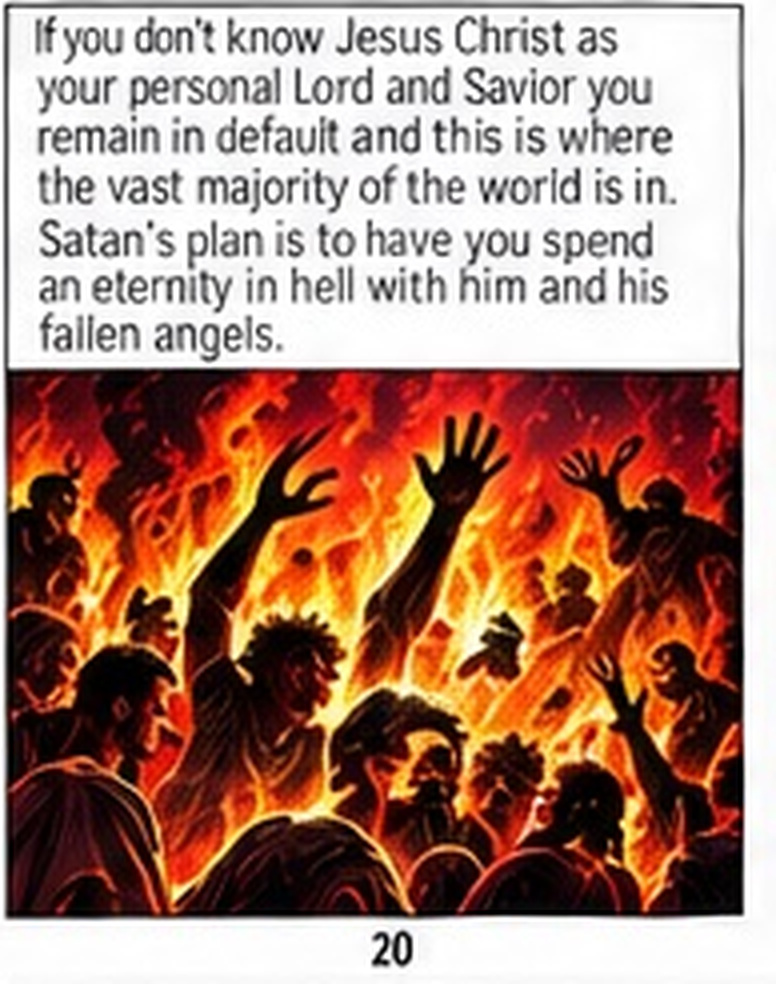 If you don't know Jesus Christ as
your personal Lord and Savior you
remain in default and this is where
the vast majority of the world is in.
Satan's plan is to have you spend
an eternity in hell with him and his
fallen angels.
20